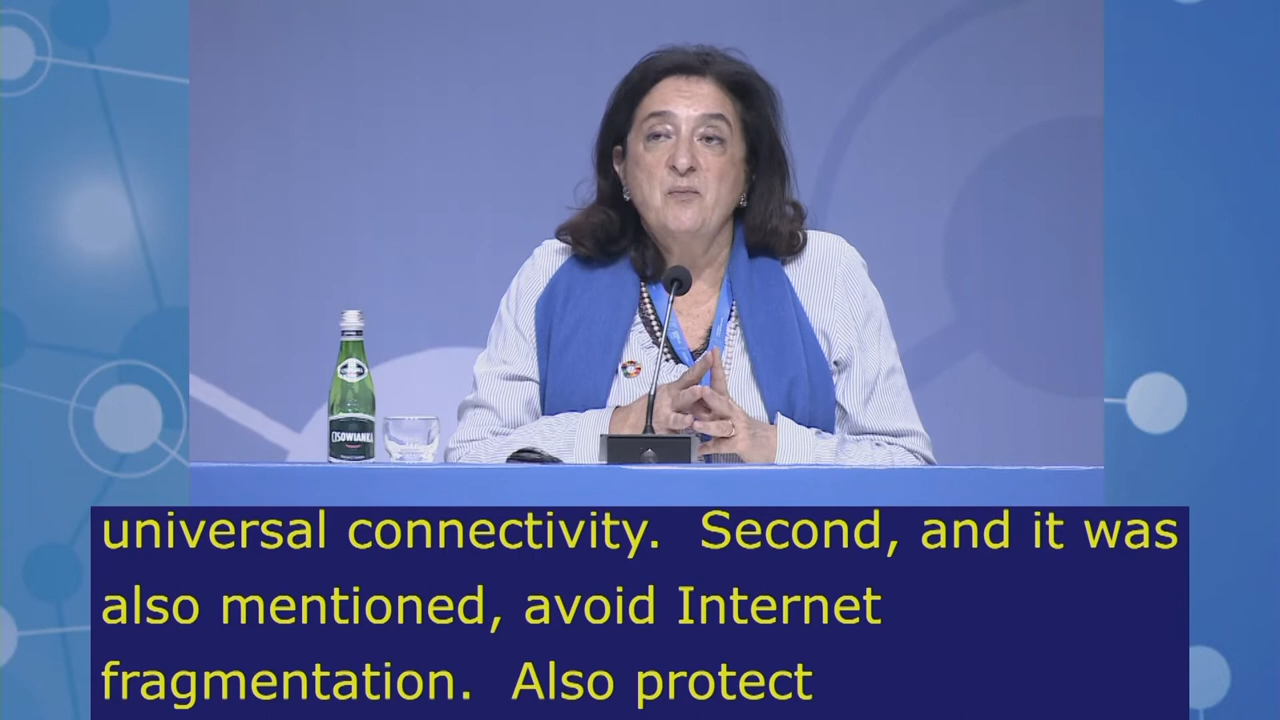 CISOWIANKA
universal connectivity.  Second, and it was
also mentioned, avoid Internet
fragmentation.  Also protect